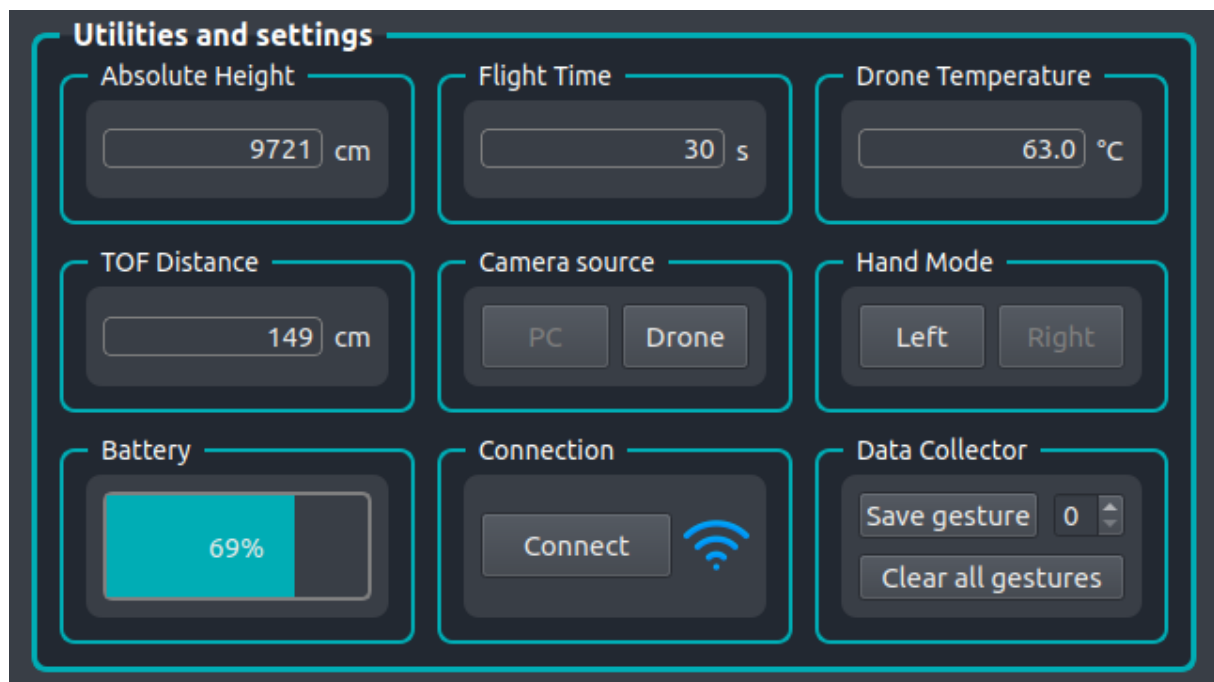 Utilities and settings
Absolute Height
9721 cm
Flight Time
30 s
Drone Temperature
63.0 °C
TOF Distance
149 cm
Camera source
PC Drone
Hand Mode
Left Right
Battery
69%
Connection
Connect
Data Collector
Save gesture 0
Clear all gestures